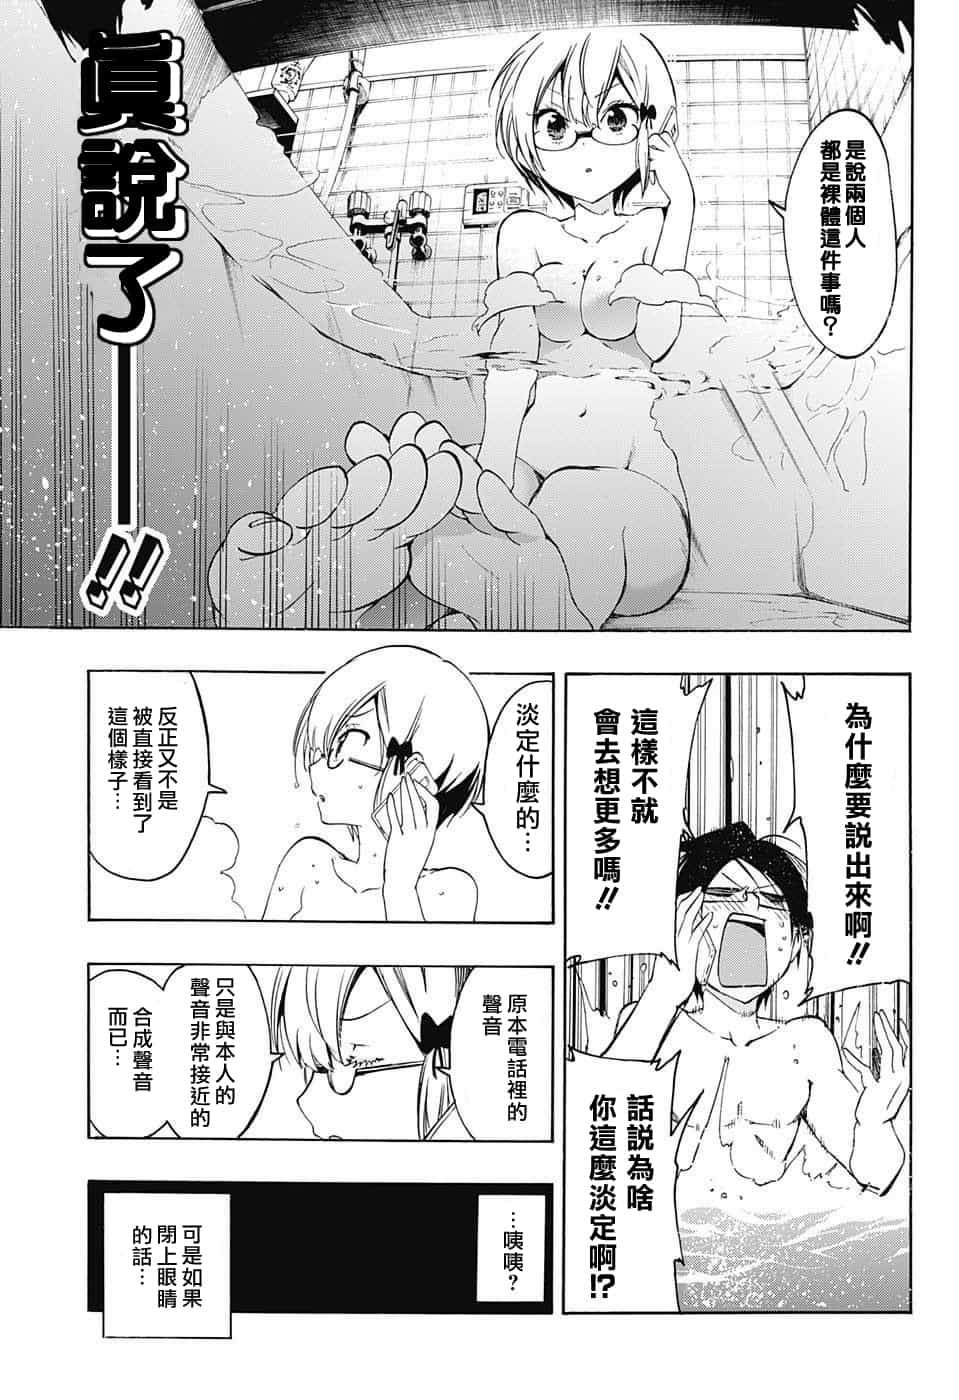 是說兩個人
都是裸體這件事嗎？
真說了——!!
為什麼要說出來啊!!
這樣不就
會去想更多嗎!!
話說為啥
你這麼淡定啊!?
淡定什麼的…
反正又不是
被直接看到了
這個樣子…
原本電話裡的
聲音
只是與本人的
聲音非常接近的
合成聲音
而已…
…咦咦？
可是如果
閉上眼睛
的話…